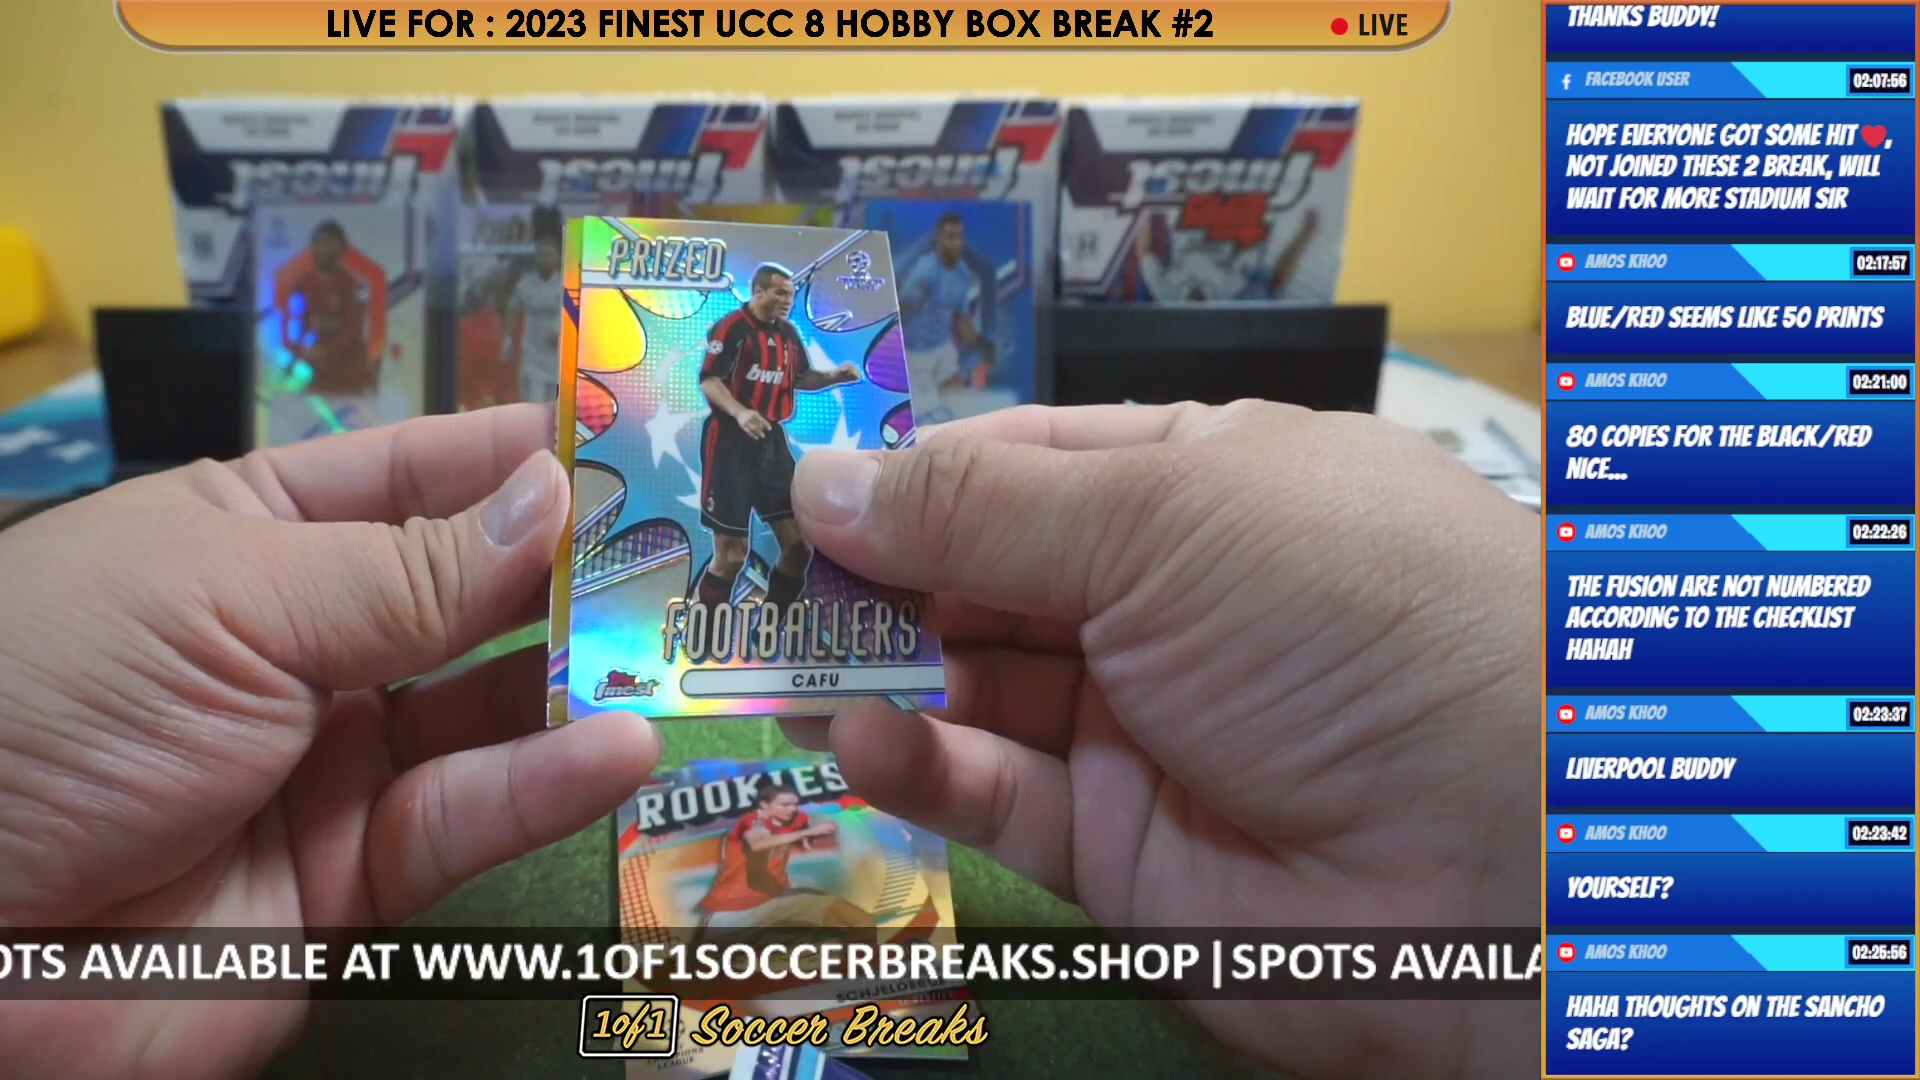 LIVE FOR : 2023 FINEST UCC 8 HOBBY BOX BREAK #2
LIVE
PRIZED
bwin
FOOTBALLERS
finest
CAFU
ROOKIES
OTS AVAILABLE AT WWW.1OF1SOCCERBREAKS.SHOP | SPOTS AVAILA
1of1 Soccer Breaks
LEAGUE
THANKS BUDDY!
FACEBOOK USER
02:07:56
HOPE EVERYONE GOT SOME HIT ❤️,
NOT JOINED THESE 2 BREAK, WILL
WAIT FOR MORE STADIUM SIR
AMOS KHOO
02:17:57
BLUE/RED SEEMS LIKE 50 PRINTS
AMOS KHOO
02:21:00
80 COPIES FOR THE BLACK/RED
NICE...
AMOS KHOO
02:22:26
THE FUSION ARE NOT NUMBERED
ACCORDING TO THE CHECKLIST
HAHAH
AMOS KHOO
02:23:37
LIVERPOOL BUDDY
AMOS KHOO
02:23:42
YOURSELF?
AMOS KHOO
02:25:56
HAHA THOUGHTS ON THE SANCHO
SAGA?